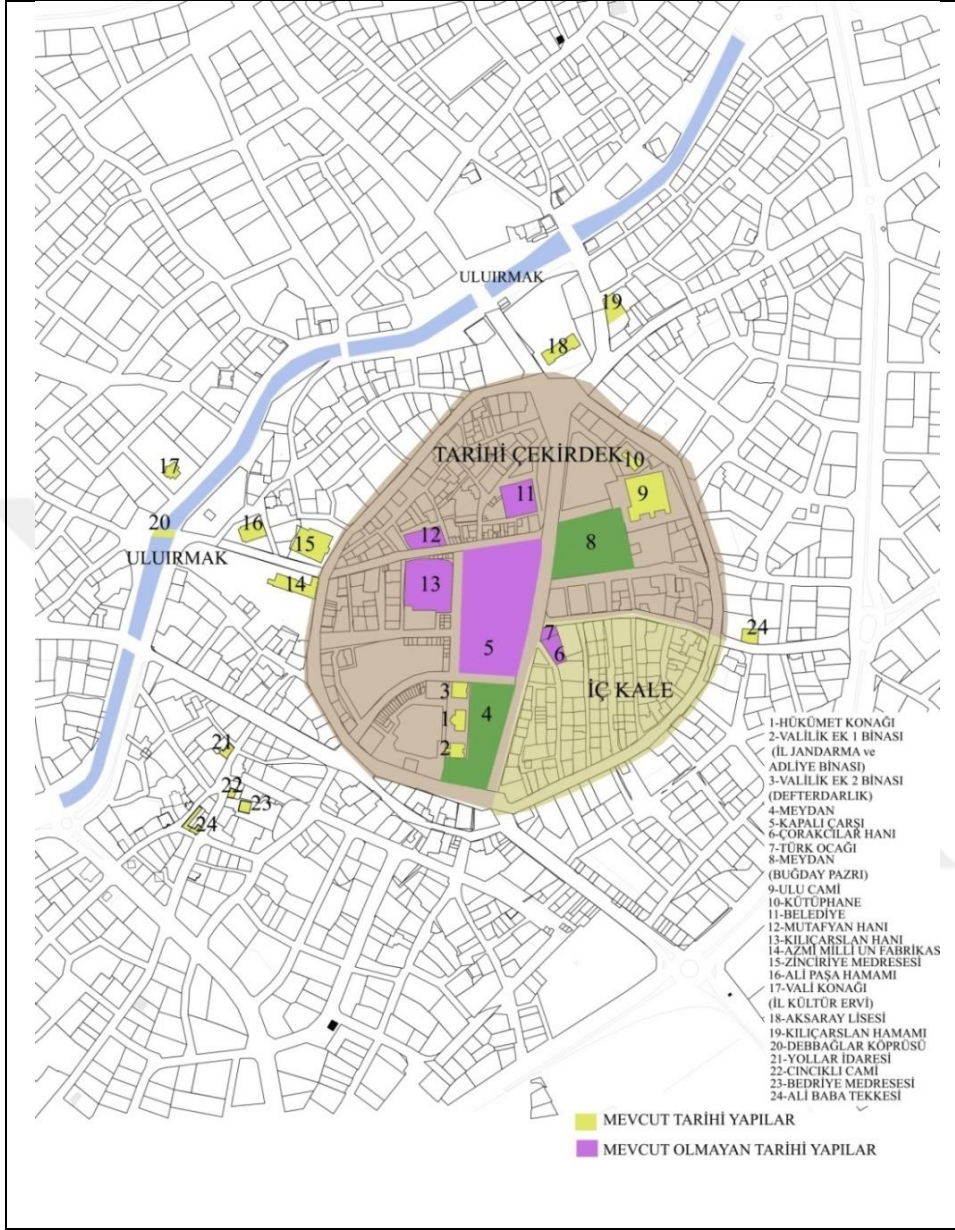 ULUIRMAK
19
18
TARİHİ ÇEKİRDEK
10
17
11
9
20
16
12
8
15
ULUIRMAK
14
13
7
24
5
6
3
İÇ KALE
4
1
2
21
22
23
24
1-HÜKÜMET KONAĞI
2-VALİLİK EK 1 BİNASI
(İL JANDARMA ve
ADLİYE BİNASI)
3-VALİLİK EK 2 BİNASI
(DEFTERDARLIK)
4-MEYDAN
5-KAPALI ÇARŞI
6-ÇORAKCILAR HANI
7-TÜRK OCAĞI
8-MEYDAN
(BUĞDAY PAZRI)
9-ULU CAMİ
10-KÜTÜPHANE
11-BELEDİYE
12-MUTAFYAN HANI
13-KILIÇARSLAN HANI
14-AZMİ MİLLİ UN FABRİKAS
15-ZİNCİRİYE MEDRESESİ
16-ALİ PAŞA HAMAMI
17-VALİ KONAĞI
(İL KÜLTÜR ERVİ)
18-AKSARAY LİSESİ
19-KILIÇARSLAN HAMAMI
20-DEBBAĞLAR KÖPRÜSÜ
21-YOLLAR İDARESİ
22-CINCIKLI CAMİ
23-BEDRİYE MEDRESESİ
24-ALİ BABA TEKKESİ
MEVCUT TARİHİ YAPILAR
MEVCUT OLMAYAN TARİHİ YAPILAR